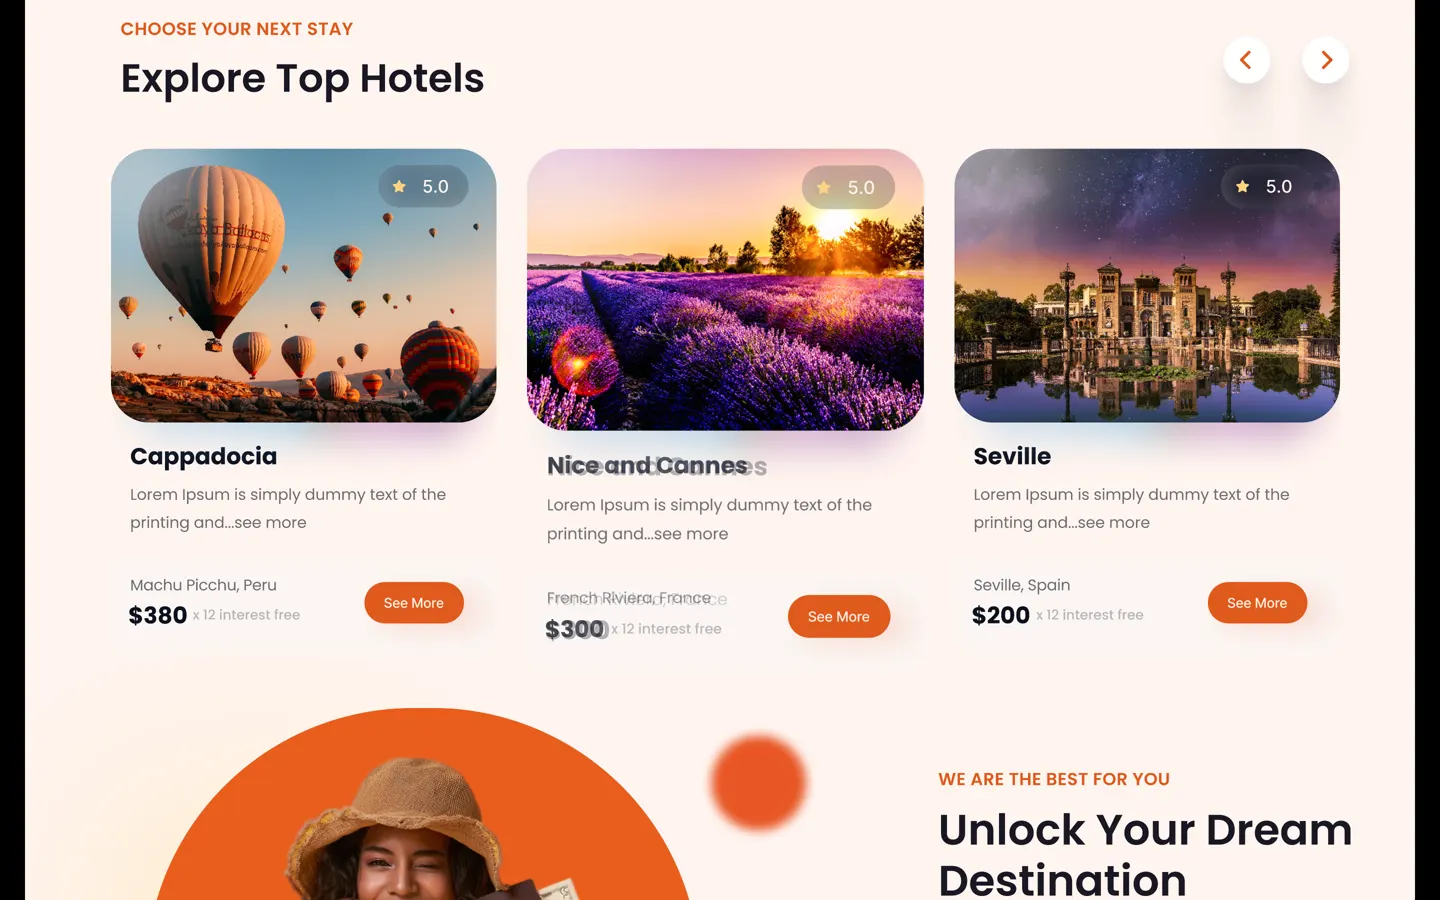 CHOOSE YOUR NEXT STAY
Explore Top Hotels
5.0
5.0
5.0
Cappadocia
Lorem Ipsum is simply dummy text of the
printing and...see more
Machu Picchu, Peru
$380 x 12 interest free
See More
Nice and Cannes
Lorem Ipsum is simply dummy text of the
printing and...see more
French Riviera, France
$300 x 12 interest free
See More
Seville
Lorem Ipsum is simply dummy text of the
printing and...see more
Seville, Spain
$200 x 12 interest free
See More
WE ARE THE BEST FOR YOU
Unlock Your Dream
Destination